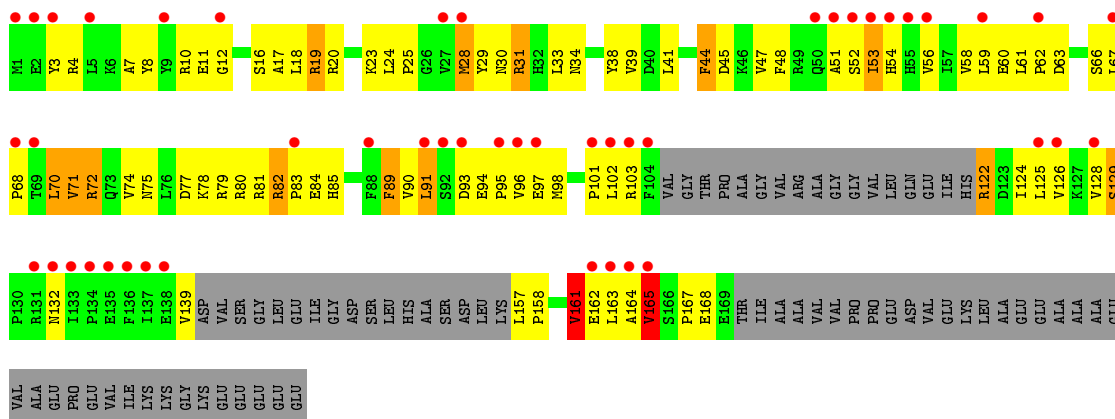 M1 E2 Y3 R4 L5 K6 A7 Y8 Y9 R10 E11 G12 S16 A17 L18 R19 R20 K23 L24 P25 G26 V27 M28 Y29 N30 R31 H32 L33 N34 Y38 V39 D40 L41 F44 D45 K46 V47 F48 R49 Q50 A51 S52 I53 H54 H55 V56 I57 V58 L59 E60 L61 P62 D63 S66 L67
P68 T69 L70 V71 R72 Q73 V74 N75 L76 D77 K78 R79 R80 R81 R82 P83 E84 H85 F88 F89 V90 L91 S92 D93 E94 P95 V96 E97 M98 P101 L102 R103 F104 VAL GLY THR PRO ALA GLY VAL ARG ALA GLY GLY VAL LEU GLN GLU ILE HIS R122 D123 I124 L125 V126 K127 V128 S129
P130 R131 N132 I133 P134 E135 F136 I137 E138 V139 ASP VAL SER GLY LEU GLU ILE GLY ASP SER LEU HIS ALA SER ASP LEU LYS L157 P158 V161 E162 L163 A164 V165 S166 P167 E168 E169 THR ILE ALA ALA VAL VAL PRO PRO GLU ASP VAL GLU LYS LEU ALA GLU GLU ALA ALA ALA GLU
VAL ALA GLU PRO GLU VAL ILE LYS LYS GLY LYS GLU GLU GLU GLU GLU